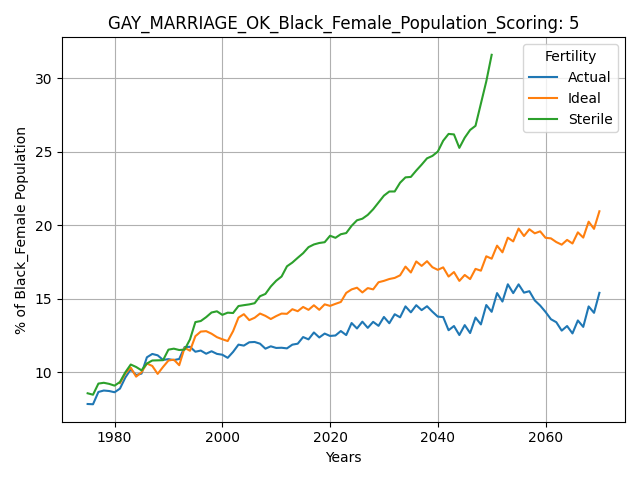 GAY_MARRIAGE_OK_Black_Female_Population_Scoring: 5
% of Black_Female Population
30
25
20
15
10
Fertility
Actual
Ideal
Sterile
1980 2000 2020 2040 2060
Years